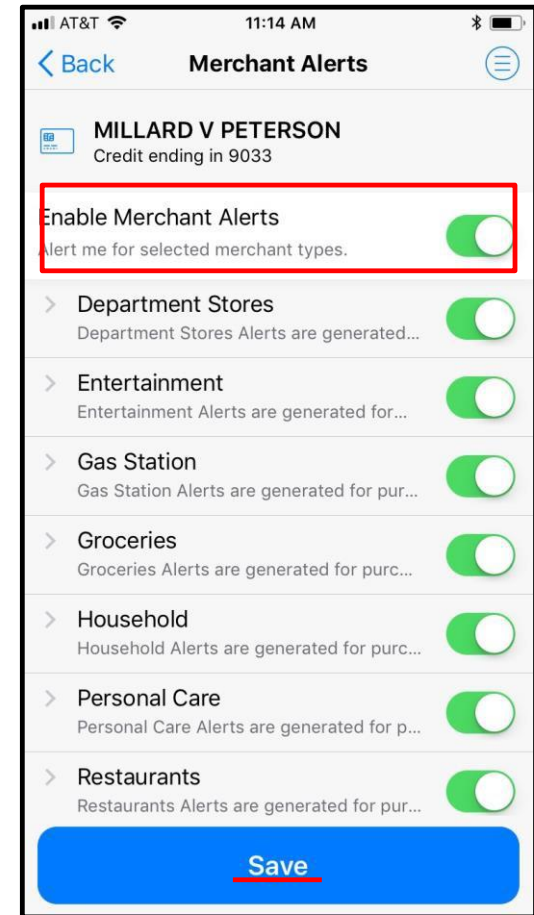 AT&T 11:14 AM
Back Merchant Alerts
MILLARD V PETERSON
Credit ending in 9033
Enable Merchant Alerts
Alert me for selected merchant types.
Department Stores
Department Stores Alerts are generated...
Entertainment
Entertainment Alerts are generated for...
Gas Station
Gas Station Alerts are generated for pur...
Groceries
Groceries Alerts are generated for purc...
Household
Household Alerts are generated for purc...
Personal Care
Personal Care Alerts are generated for p...
Restaurants
Restaurants Alerts are generated for pur...
Save